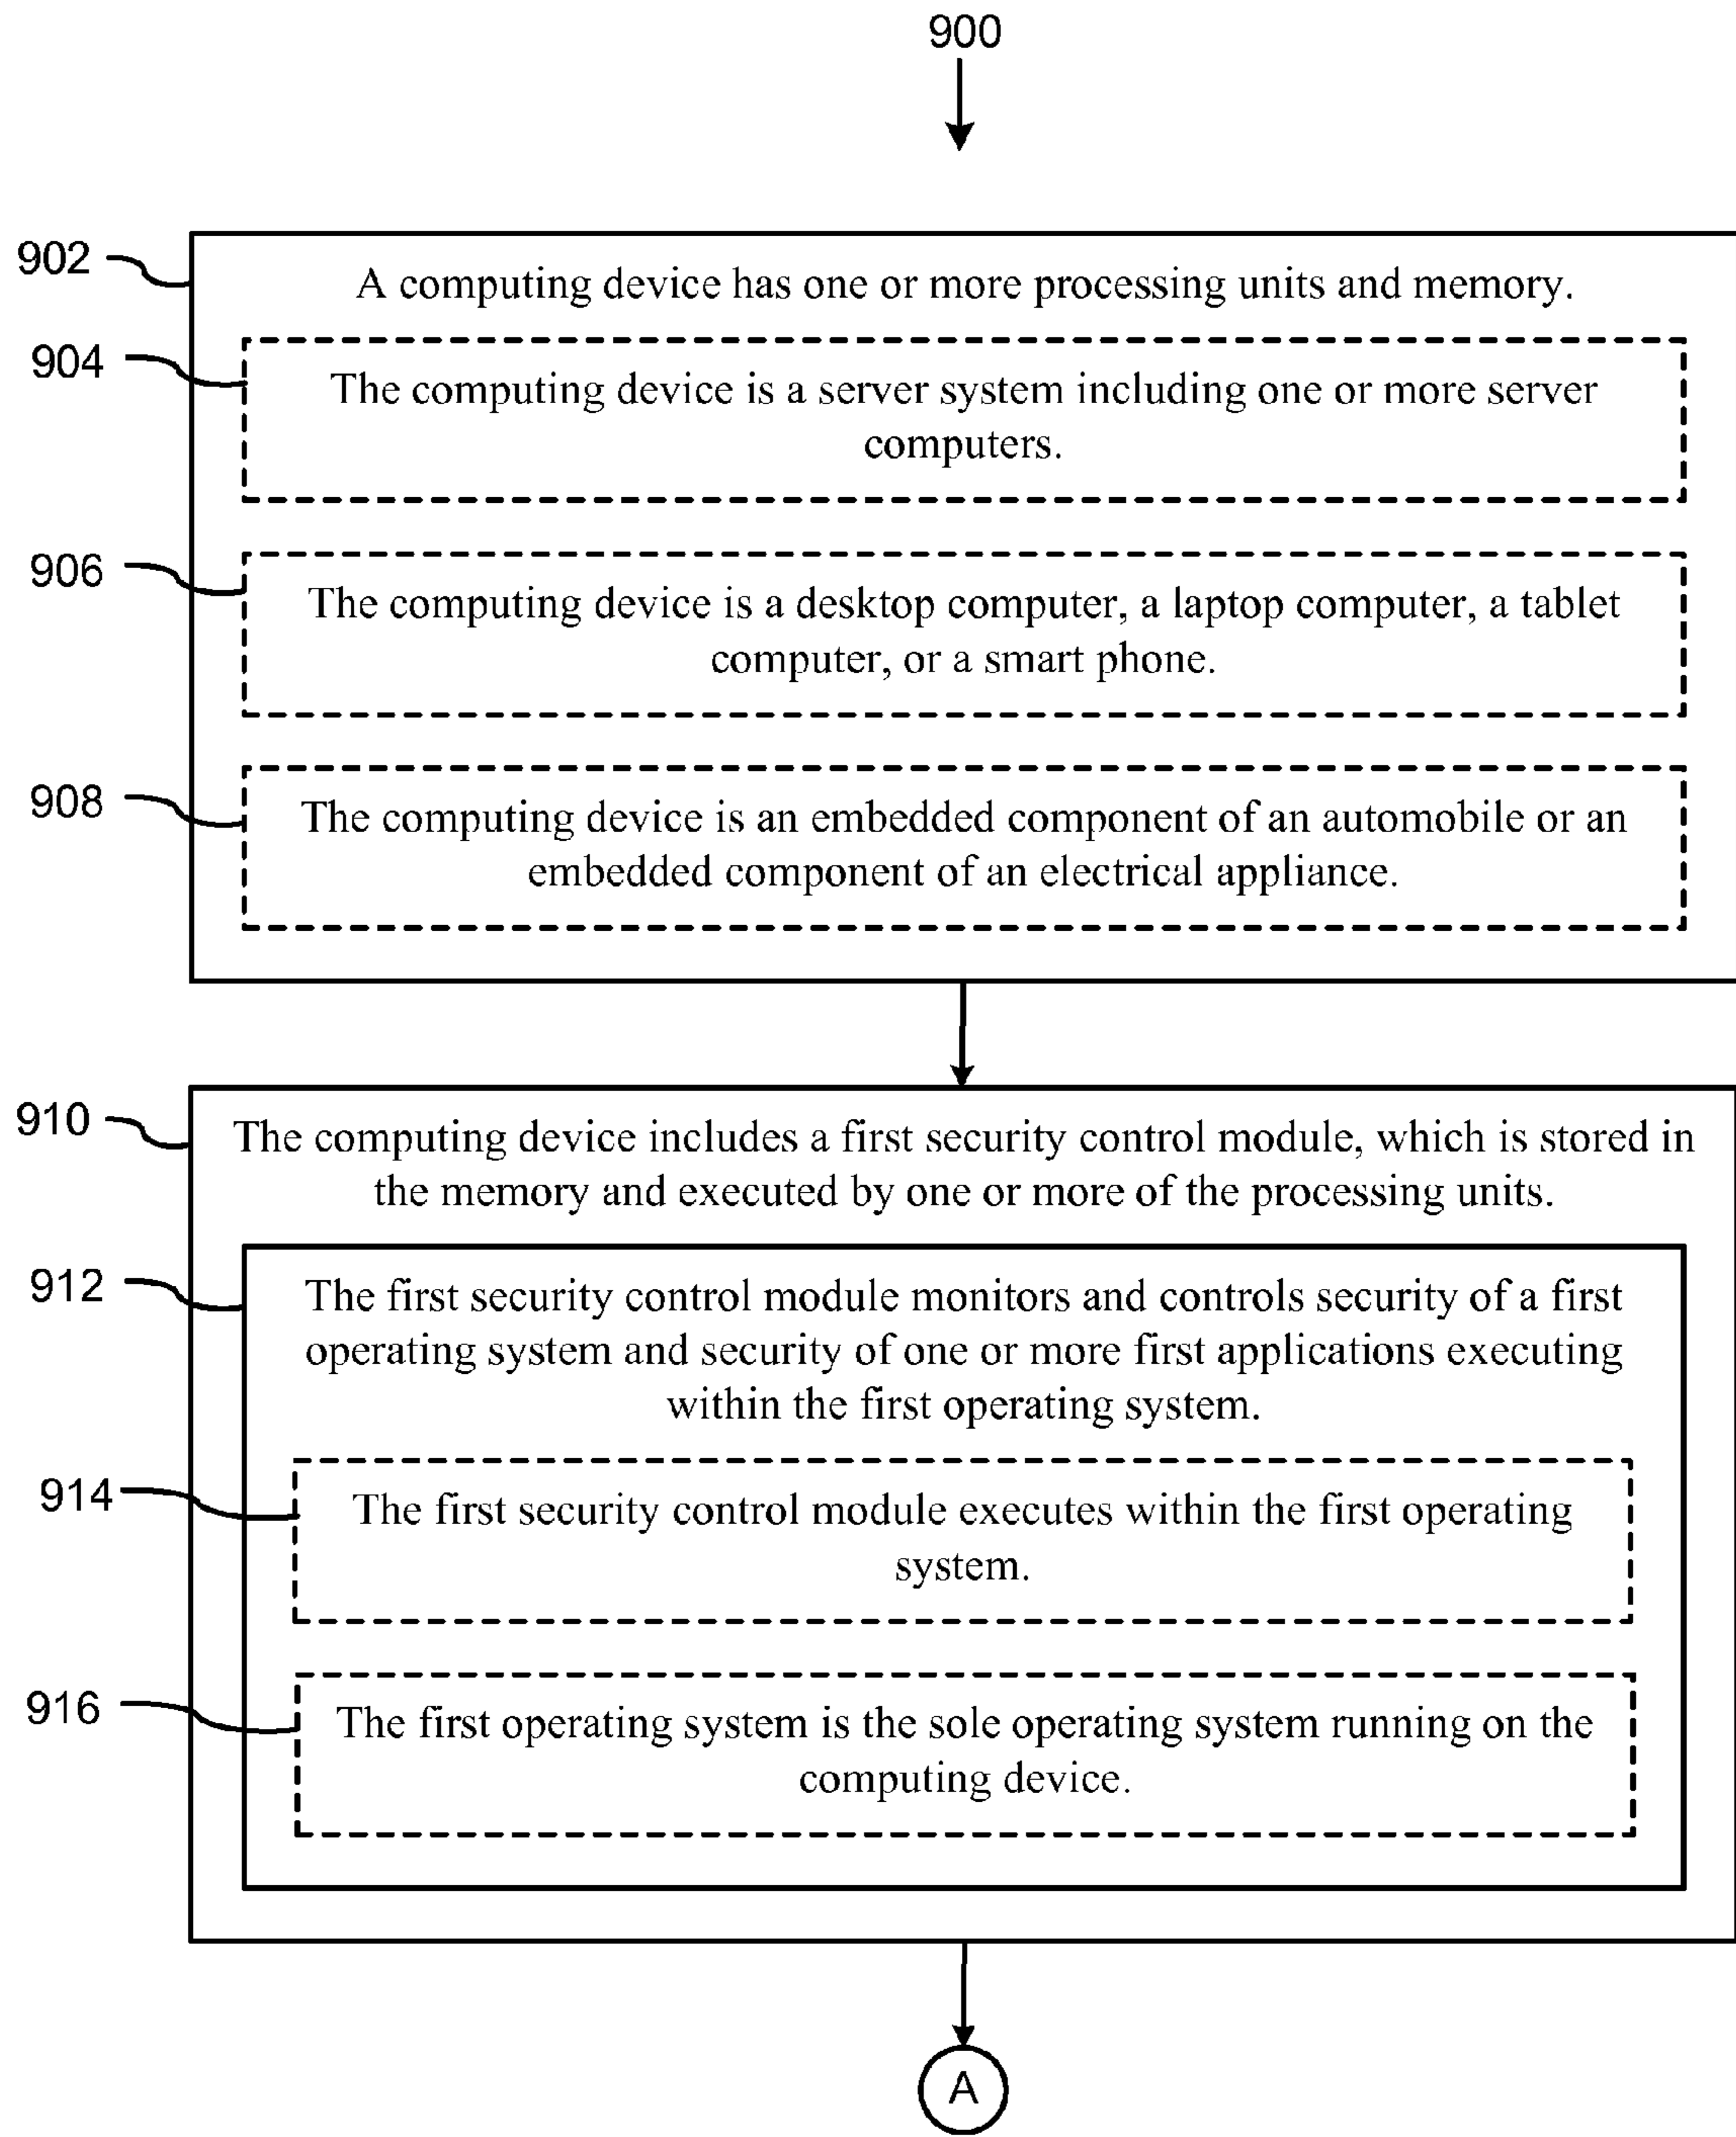 900
902
A computing device has one or more processing units and memory.
904
The computing device is a server system including one or more server
computers.
906
The computing device is a desktop computer, a laptop computer, a tablet
computer, or a smart phone.
908
The computing device is an embedded component of an automobile or an
embedded component of an electrical appliance.
910
The computing device includes a first security control module, which is stored in
the memory and executed by one or more of the processing units.
912
The first security control module monitors and controls security of a first
operating system and security of one or more first applications executing
within the first operating system.
914
The first security control module executes within the first operating
system.
916
The first operating system is the sole operating system running on the
computing device.
A